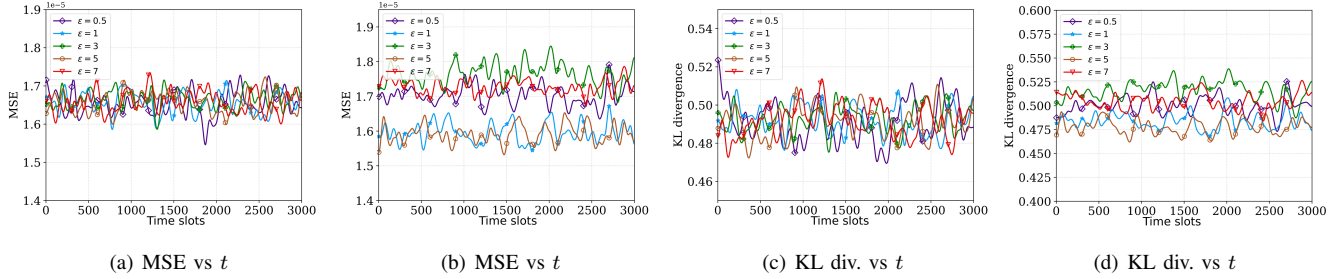 1e−5
MSE
1.9
1.8
1.7
1.6
1.5
1.4
ε = 0.5
ε = 1
ε = 3
ε = 5
ε = 7
0 500 1000 1500 2000 2500 3000
Time slots
(a) MSE vs t
1e−5
MSE
1.9
1.8
1.7
1.6
1.5
1.4
ε = 0.5
ε = 1
ε = 3
ε = 5
ε = 7
0 500 1000 1500 2000 2500 3000
Time slots
(b) MSE vs t
KL divergence
0.54
0.52
0.50
0.48
0.46
ε = 0.5
ε = 1
ε = 3
ε = 5
ε = 7
0 500 1000 1500 2000 2500 3000
Time slots
(c) KL div. vs t
KL divergence
0.600
0.575
0.550
0.525
0.500
0.475
0.450
0.425
0.400
ε = 0.5
ε = 1
ε = 3
ε = 5
ε = 7
0 500 1000 1500 2000 2500 3000
Time slots
(d) KL div. vs t